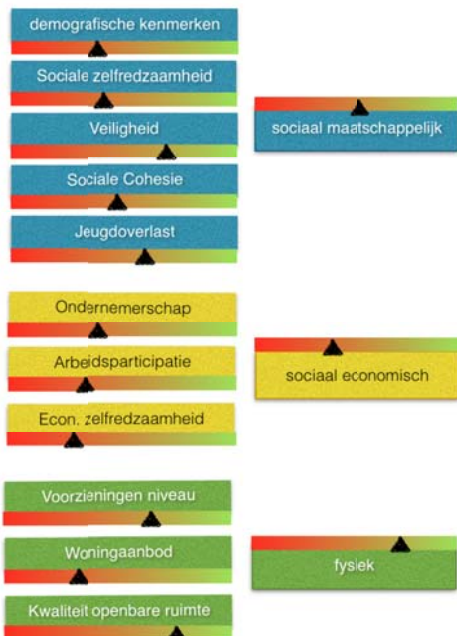 demografische kenmerken
Sociale zelfredzaamheid
Veiligheid
Sociale Cohesie
Jeugdoverlast
sociaal maatschappelijk
Ondernemerschap
Arbeidsparticipatie
Econ. zelfredzaamheid
sociaal economisch
Voorzieningen niveau
Woningaanbod
Kwaliteit openbare ruimte
fysiek